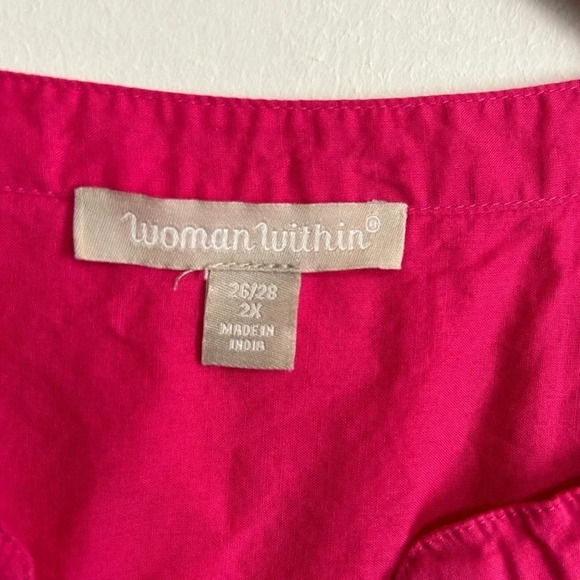 woman within®
26/28
2X
MADE IN
INDIA